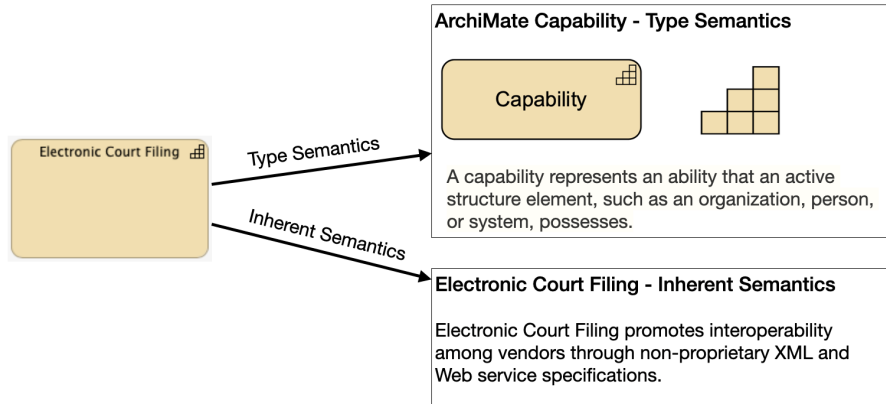 Electronic Court Filing
Type Semantics
Inherent Semantics
ArchiMate Capability - Type Semantics
Capability
A capability represents an ability that an active
structure element, such as an organization, person,
or system, possesses.
Electronic Court Filing - Inherent Semantics
Electronic Court Filing promotes interoperability
among vendors through non-proprietary XML and
Web service specifications.